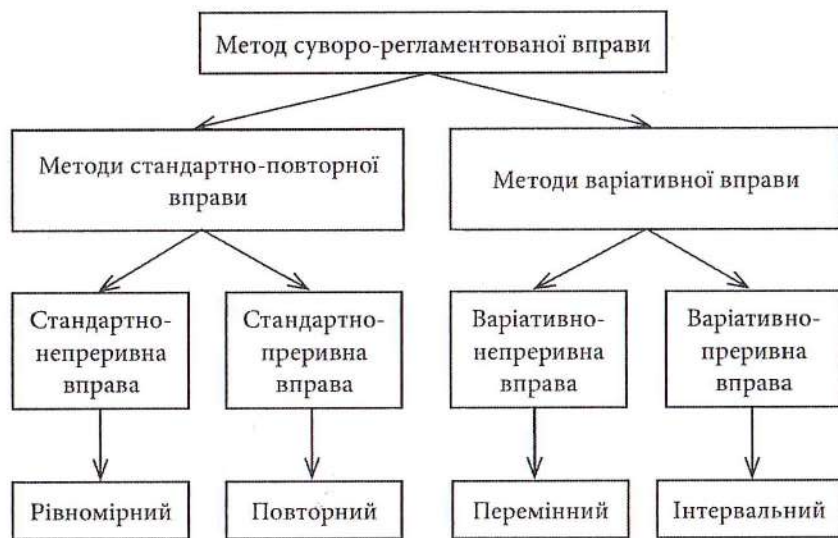 Метод суворо-регламентованої вправи
Методи стандартно-повторної
вправи
Методи варіативної вправи
Стандартно-
непреривна
вправа
Стандартно-
преривна
вправа
Варіативно-
непреривна
вправа
Варіативно-
преривна
вправа
Рівномірний
Повторний
Перемінний
Інтервальний